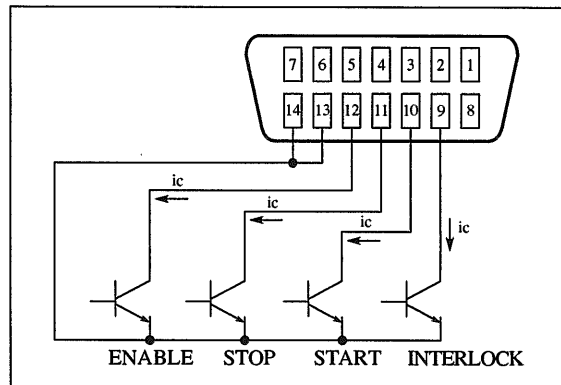 7 6 5 4 3 2 1
14 13 12 11 10 9 8
ic
ic
ic
ic
ENABLE STOP START INTERLOCK